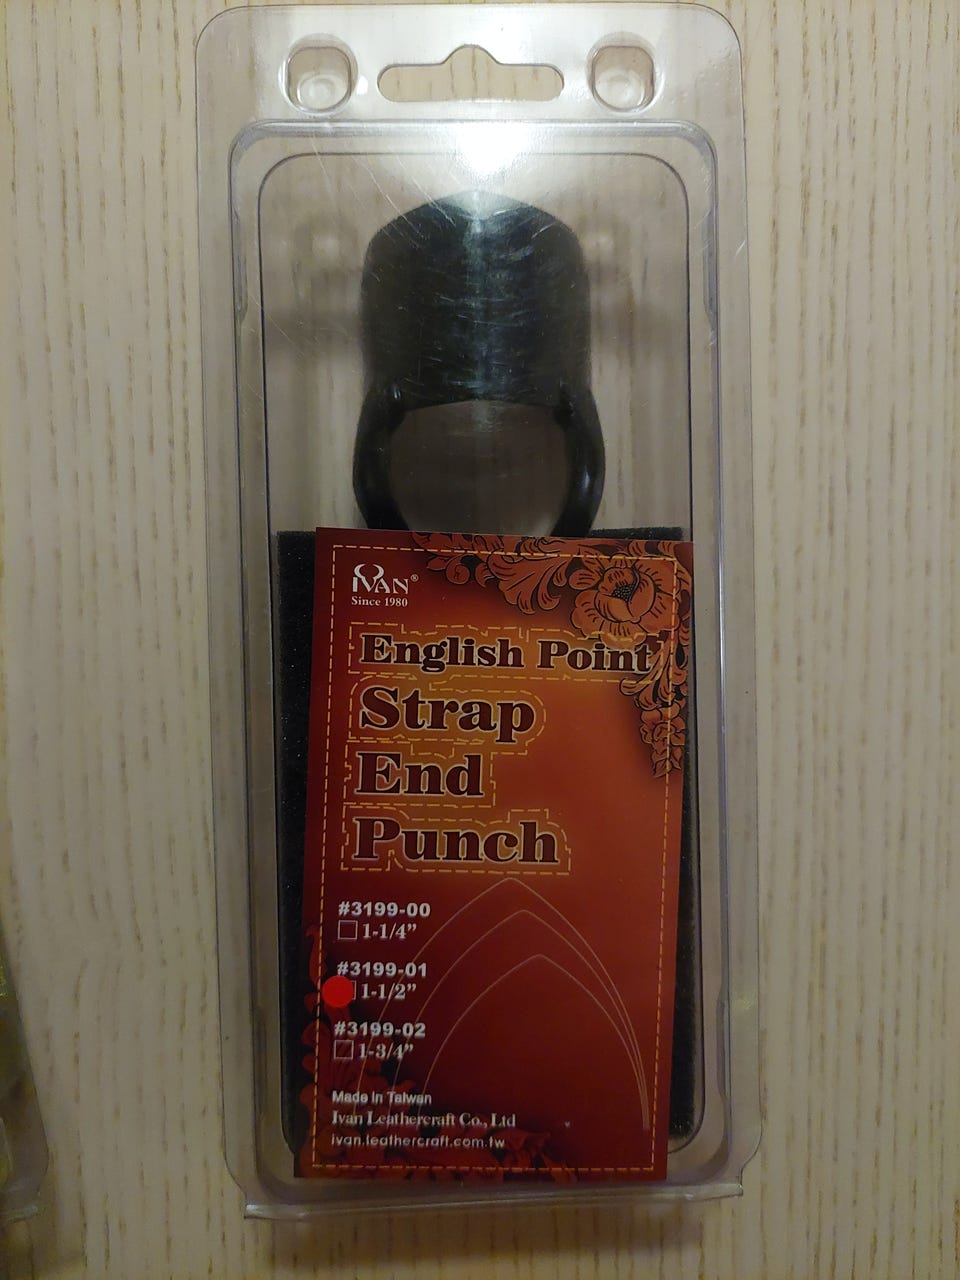 IVAN®
Since 1980
English Point
Strap
End
Punch
#3199-00
1-1/4”
#3199-01
1-1/2”
#3199-02
1-3/4”
Made in Taiwan
Ivan Leathercraft Co., Ltd
ivan.leathercraft.com.tw